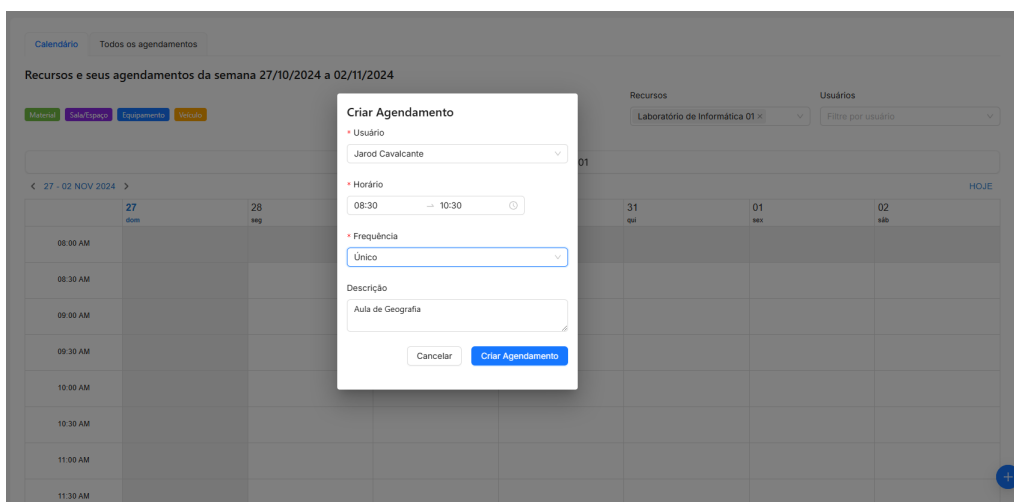 Calendário Todos os agendamentos
Recursos e seus agendamentos da semana 27/10/2024 a 02/11/2024
Recursos Usuários
Material Sala/Espaço Equipamento Veículo
Laboratório de Informática 01 × Filtre por usuário
01
< 27 - 02 NOV 2024 > HOJE
27 28 31 01 02
dom seg qui sex sáb
08:00 AM
08:30 AM
09:00 AM
09:30 AM
10:00 AM
10:30 AM
11:00 AM
11:30 AM
Criar Agendamento
* Usuário
Jarod Cavalcante
* Horário
08:30 → 10:30
* Frequência
Único
Descrição
Aula de Geografia
Cancelar Criar Agendamento
+